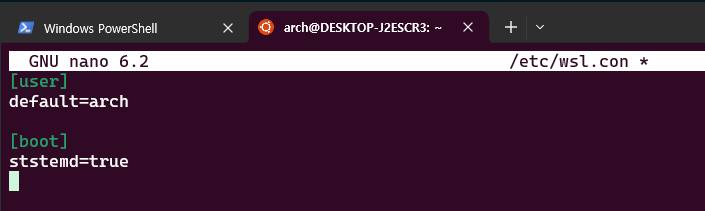 Windows PowerShell
arch@DESKTOP-J2ESCR3: ~
GNU nano 6.2 /etc/wsl.con *
[user]
default=arch
[boot]
ststemd=true